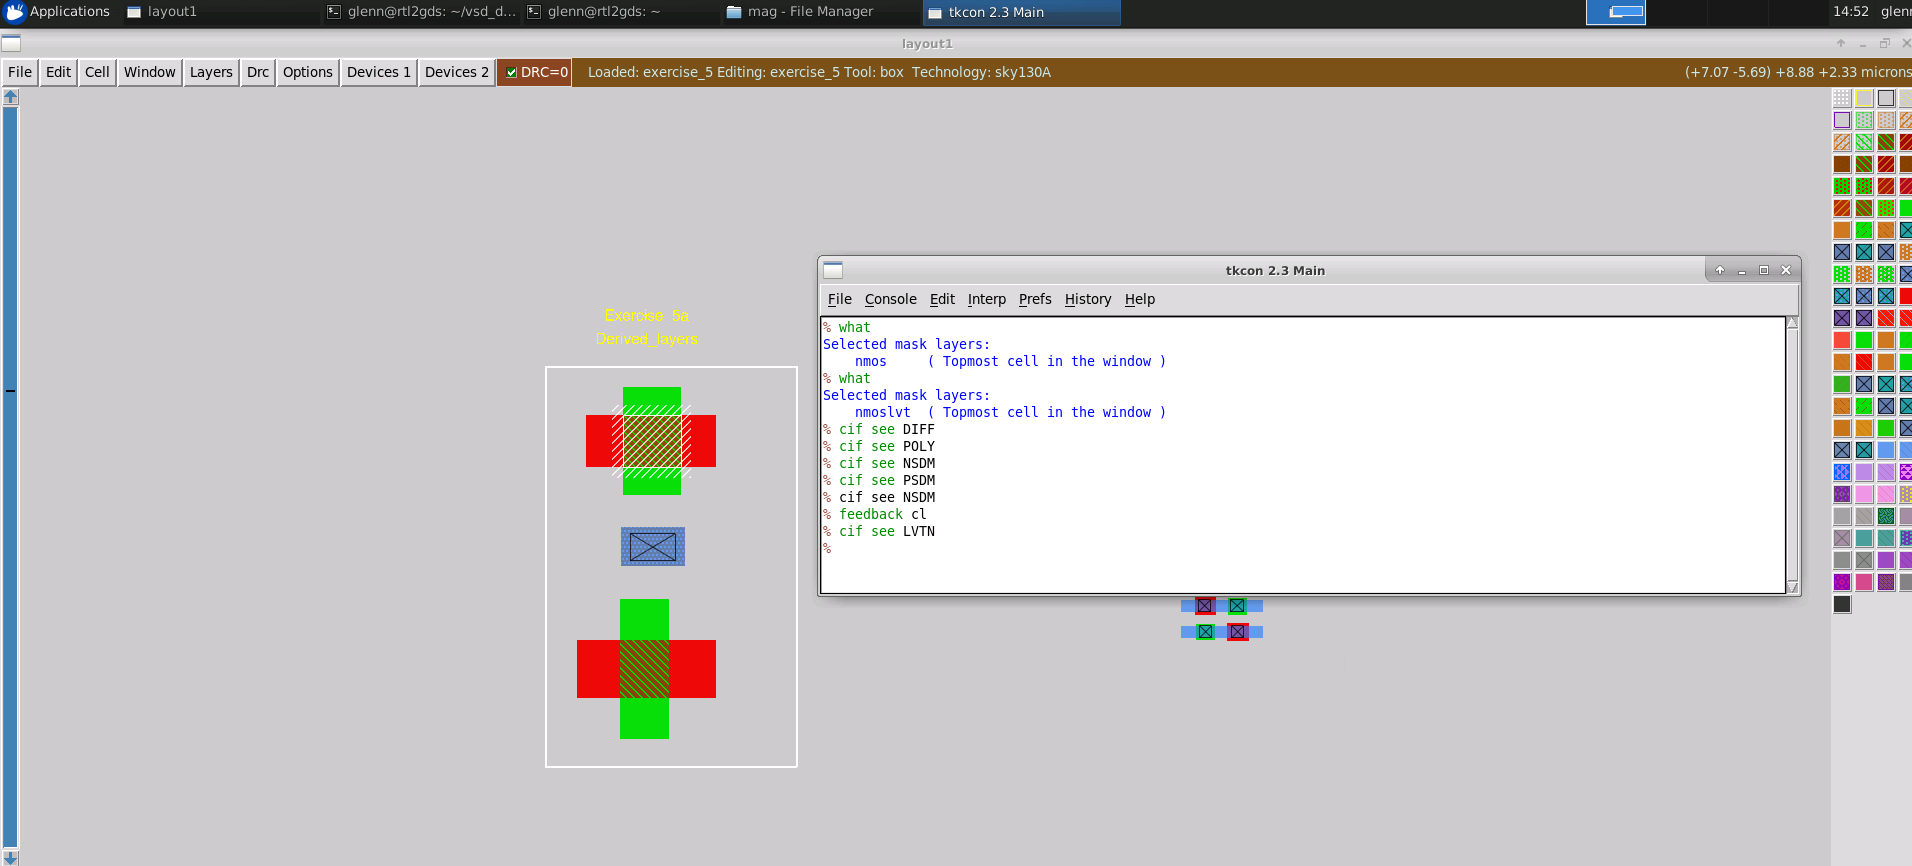 Applications
layout1
glenn@rtl2gds: ~/vsd_d...
glenn@rtl2gds: ~
mag - File Manager
tkcon 2.3 Main
14:52
glenn
layout1
File Edit Cell Window Layers Drc Options Devices 1 Devices 2 DRC=0 Loaded: exercise_5 Editing: exercise_5 Tool: box Technology: sky130A (+7.07 -5.69) +8.88 +2.33 microns
Exercise_5a
Derived_layers
tkcon 2.3 Main
File Console Edit Interp Prefs History Help
% what
Selected mask layers:
nmos ( Topmost cell in the window )
% what
Selected mask layers:
nmoslvt ( Topmost cell in the window )
% cif see DIFF
% cif see POLY
% cif see NSDM
% cif see PSDM
% cif see NSDM
% feedback cl
% cif see LVTN
%